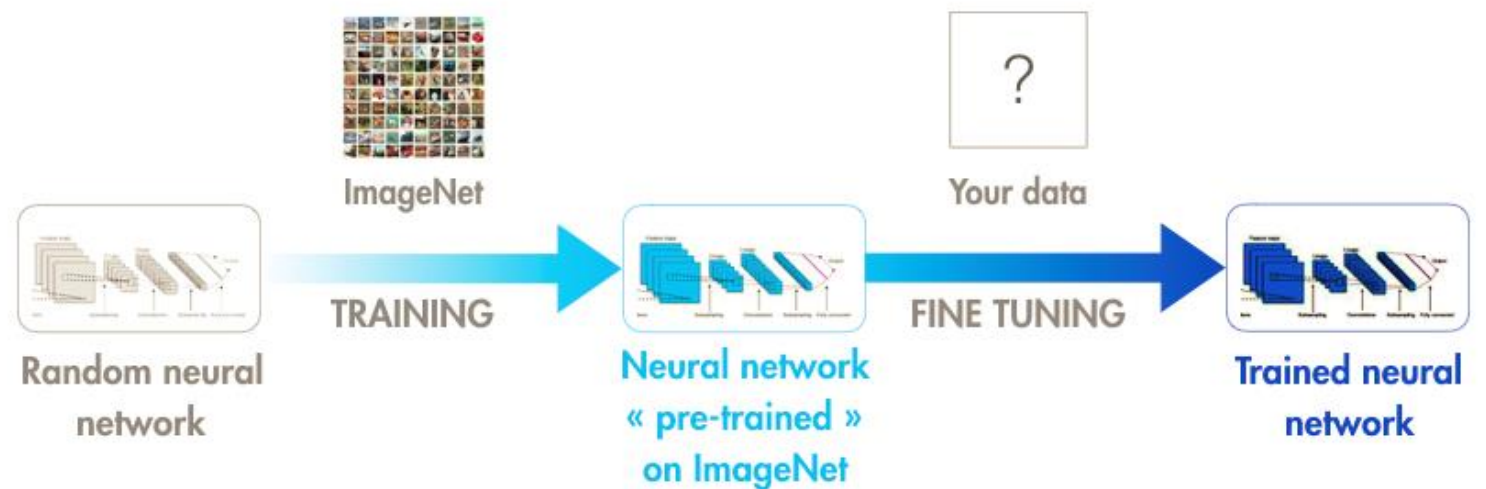 ?
ImageNet
Your data
TRAINING
FINE TUNING
Random neural
network
Neural network
« pre-trained »
on ImageNet
Trained neural
network